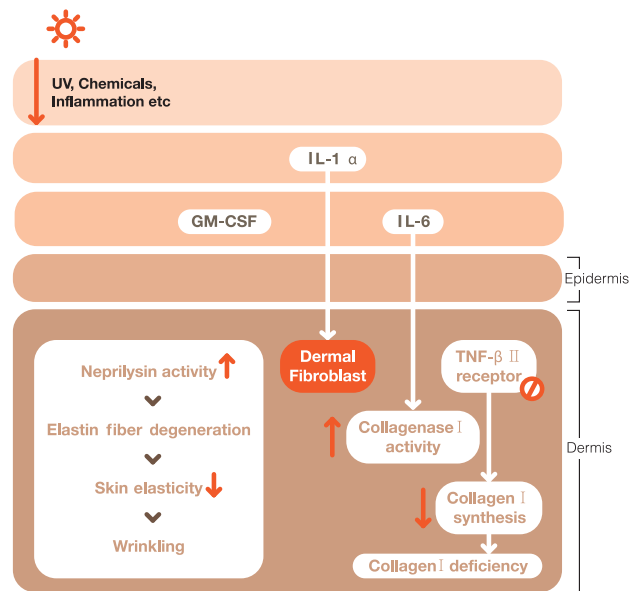 UV, Chemicals,
Inflammation etc
IL-1 α
GM-CSF
IL-6
Epidermis
Neprilysin activity
Elastin fiber degeneration
Skin elasticity
Wrinkling
Dermal
Fibroblast
TNF-β Ⅱ
receptor
Collagenase Ⅰ
activity
Collagen Ⅰ
synthesis
Collagen Ⅰ deficiency
Dermis